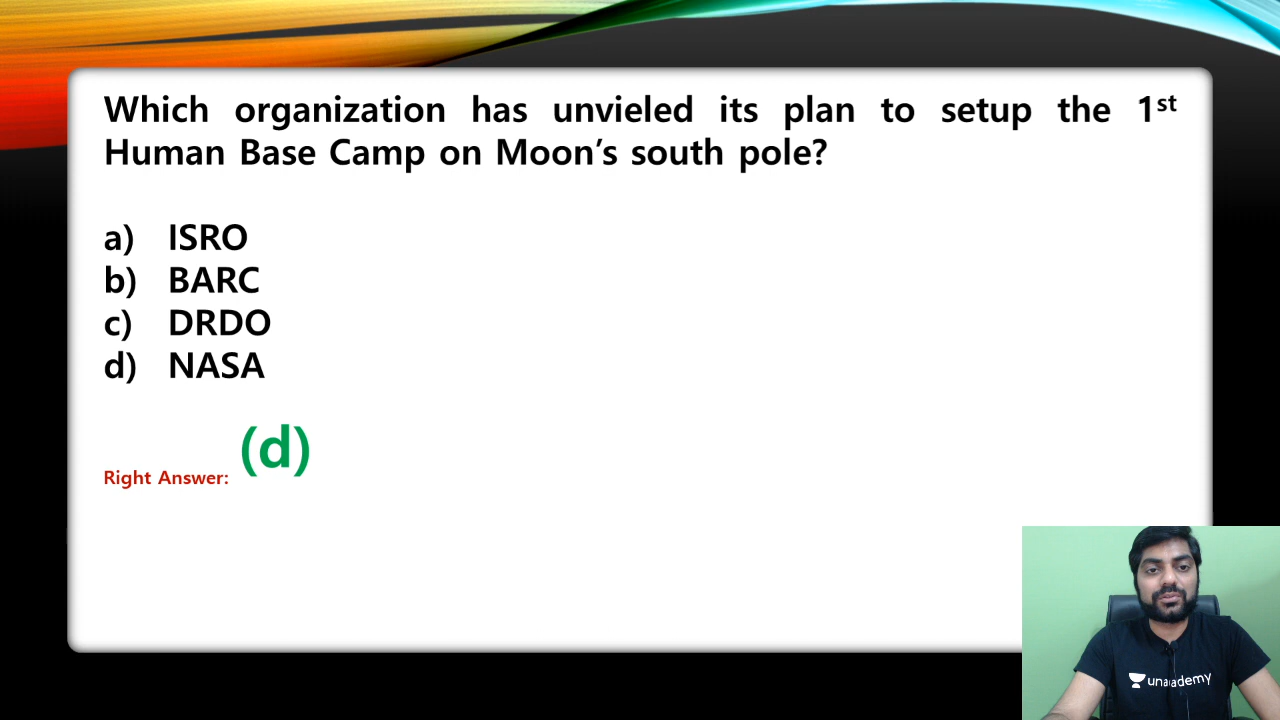 Which organization has unvieled its plan to setup the 1st
Human Base Camp on Moon’s south pole?
a) ISRO
b) BARC
c) DRDO
d) NASA
Right Answer: (d)
unacademy